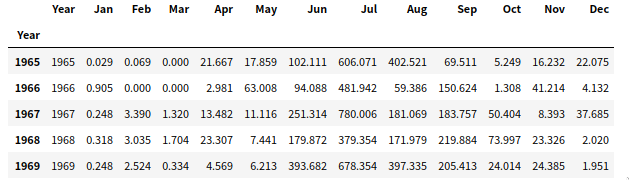 Year Jan Feb Mar Apr May Jun Jul Aug Sep Oct Nov Dec
Year
1965 1965 0.029 0.069 0.000 21.667 17.859 102.111 606.071 402.521 69.511 5.249 16.232 22.075
1966 1966 0.905 0.000 0.000 2.981 63.008 94.088 481.942 59.386 150.624 1.308 41.214 4.132
1967 1967 0.248 3.390 1.320 13.482 11.116 251.314 780.006 181.069 183.757 50.404 8.393 37.685
1968 1968 0.318 3.035 1.704 23.307 7.441 179.872 379.354 171.979 219.884 73.997 23.326 2.020
1969 1969 0.248 2.524 0.334 4.569 6.213 393.682 678.354 397.335 205.413 24.014 24.385 1.951